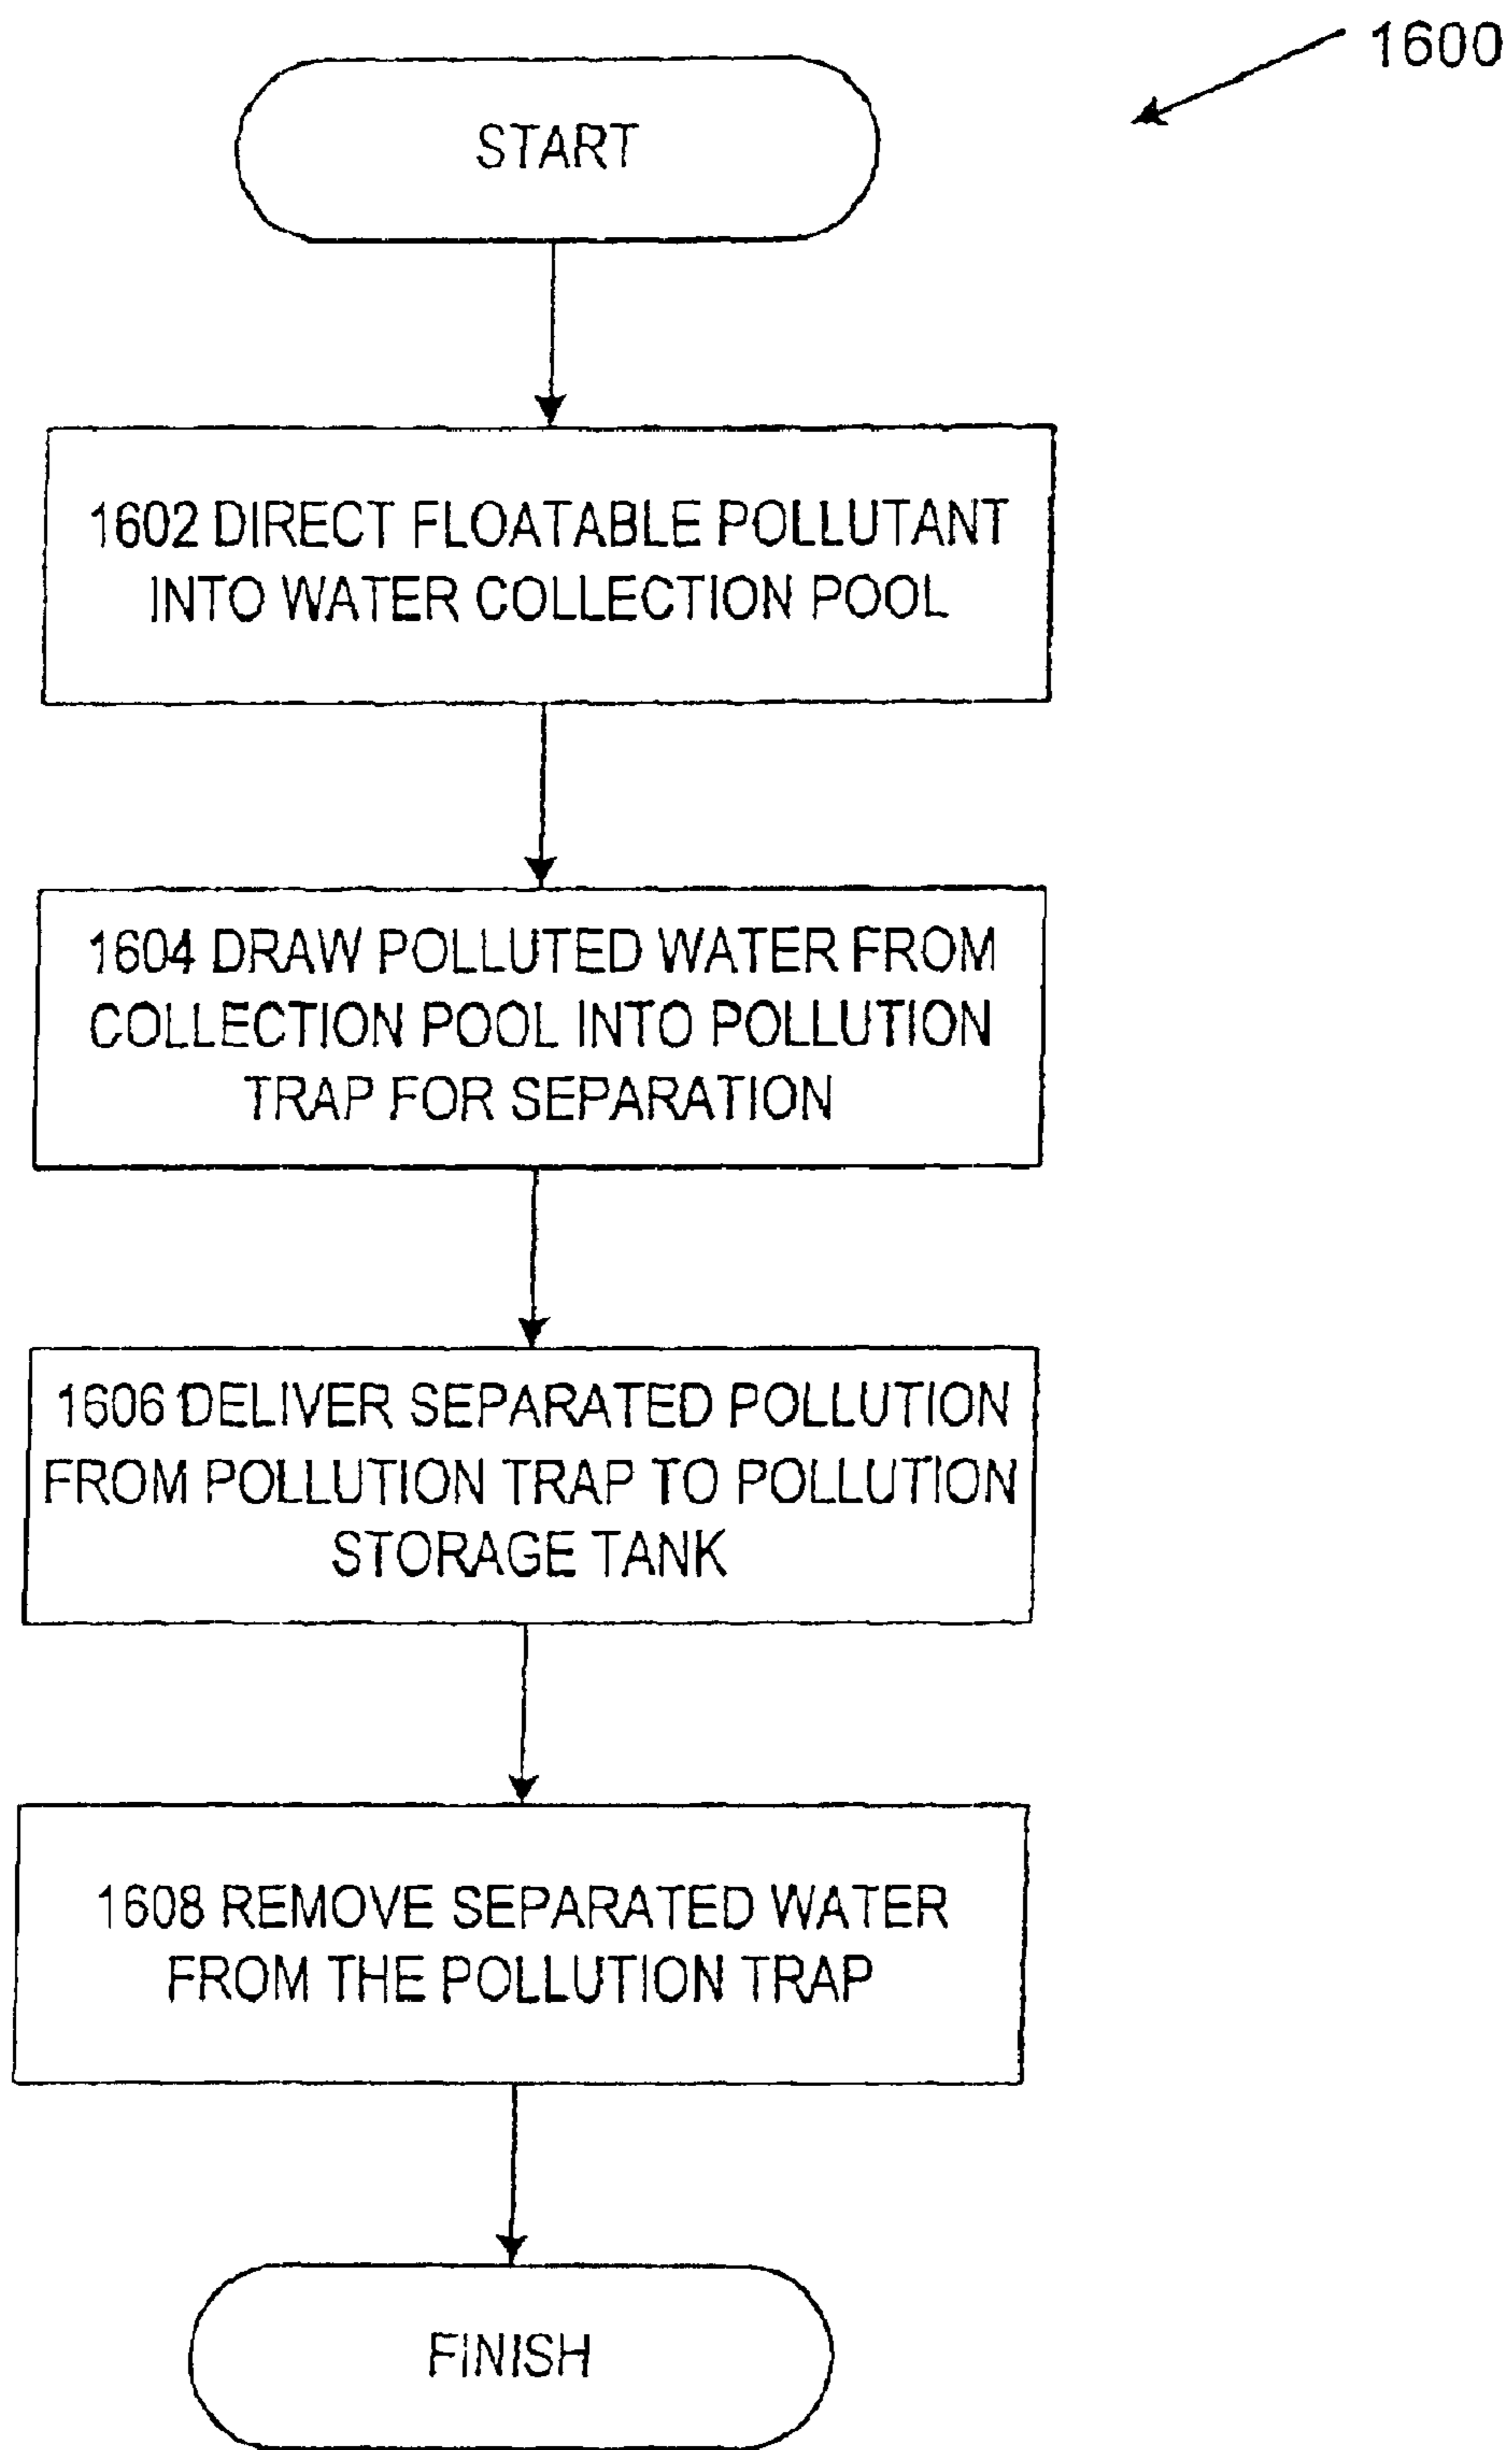 1600
START
1602 DIRECT FLOATABLE POLLUTANT
INTO WATER COLLECTION POOL
1604 DRAW POLLUTED WATER FROM
COLLECTION POOL INTO POLLUTION
TRAP FOR SEPARATION
1606 DELIVER SEPARATED POLLUTION
FROM POLLUTION TRAP TO POLLUTION
STORAGE TANK
1608 REMOVE SEPARATED WATER
FROM THE POLLUTION TRAP
FINISH